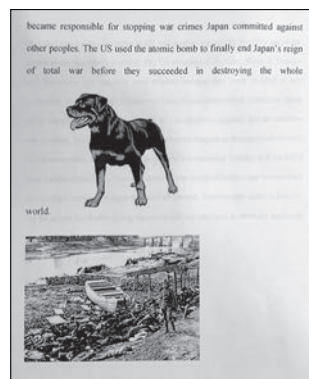 became responsible for stopping war crimes Japan committed against
other peoples. The US used the atomic bomb to finally end Japan's reign
of total war before they succeeded in destroying the whole
world.